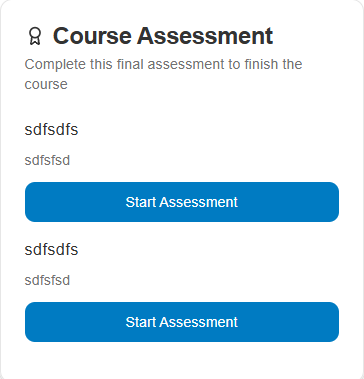 Course Assessment
Complete this final assessment to finish the
course
sdfsdfs
sdfsfsd
Start Assessment
sdfsdfs
sdfsfsd
Start Assessment